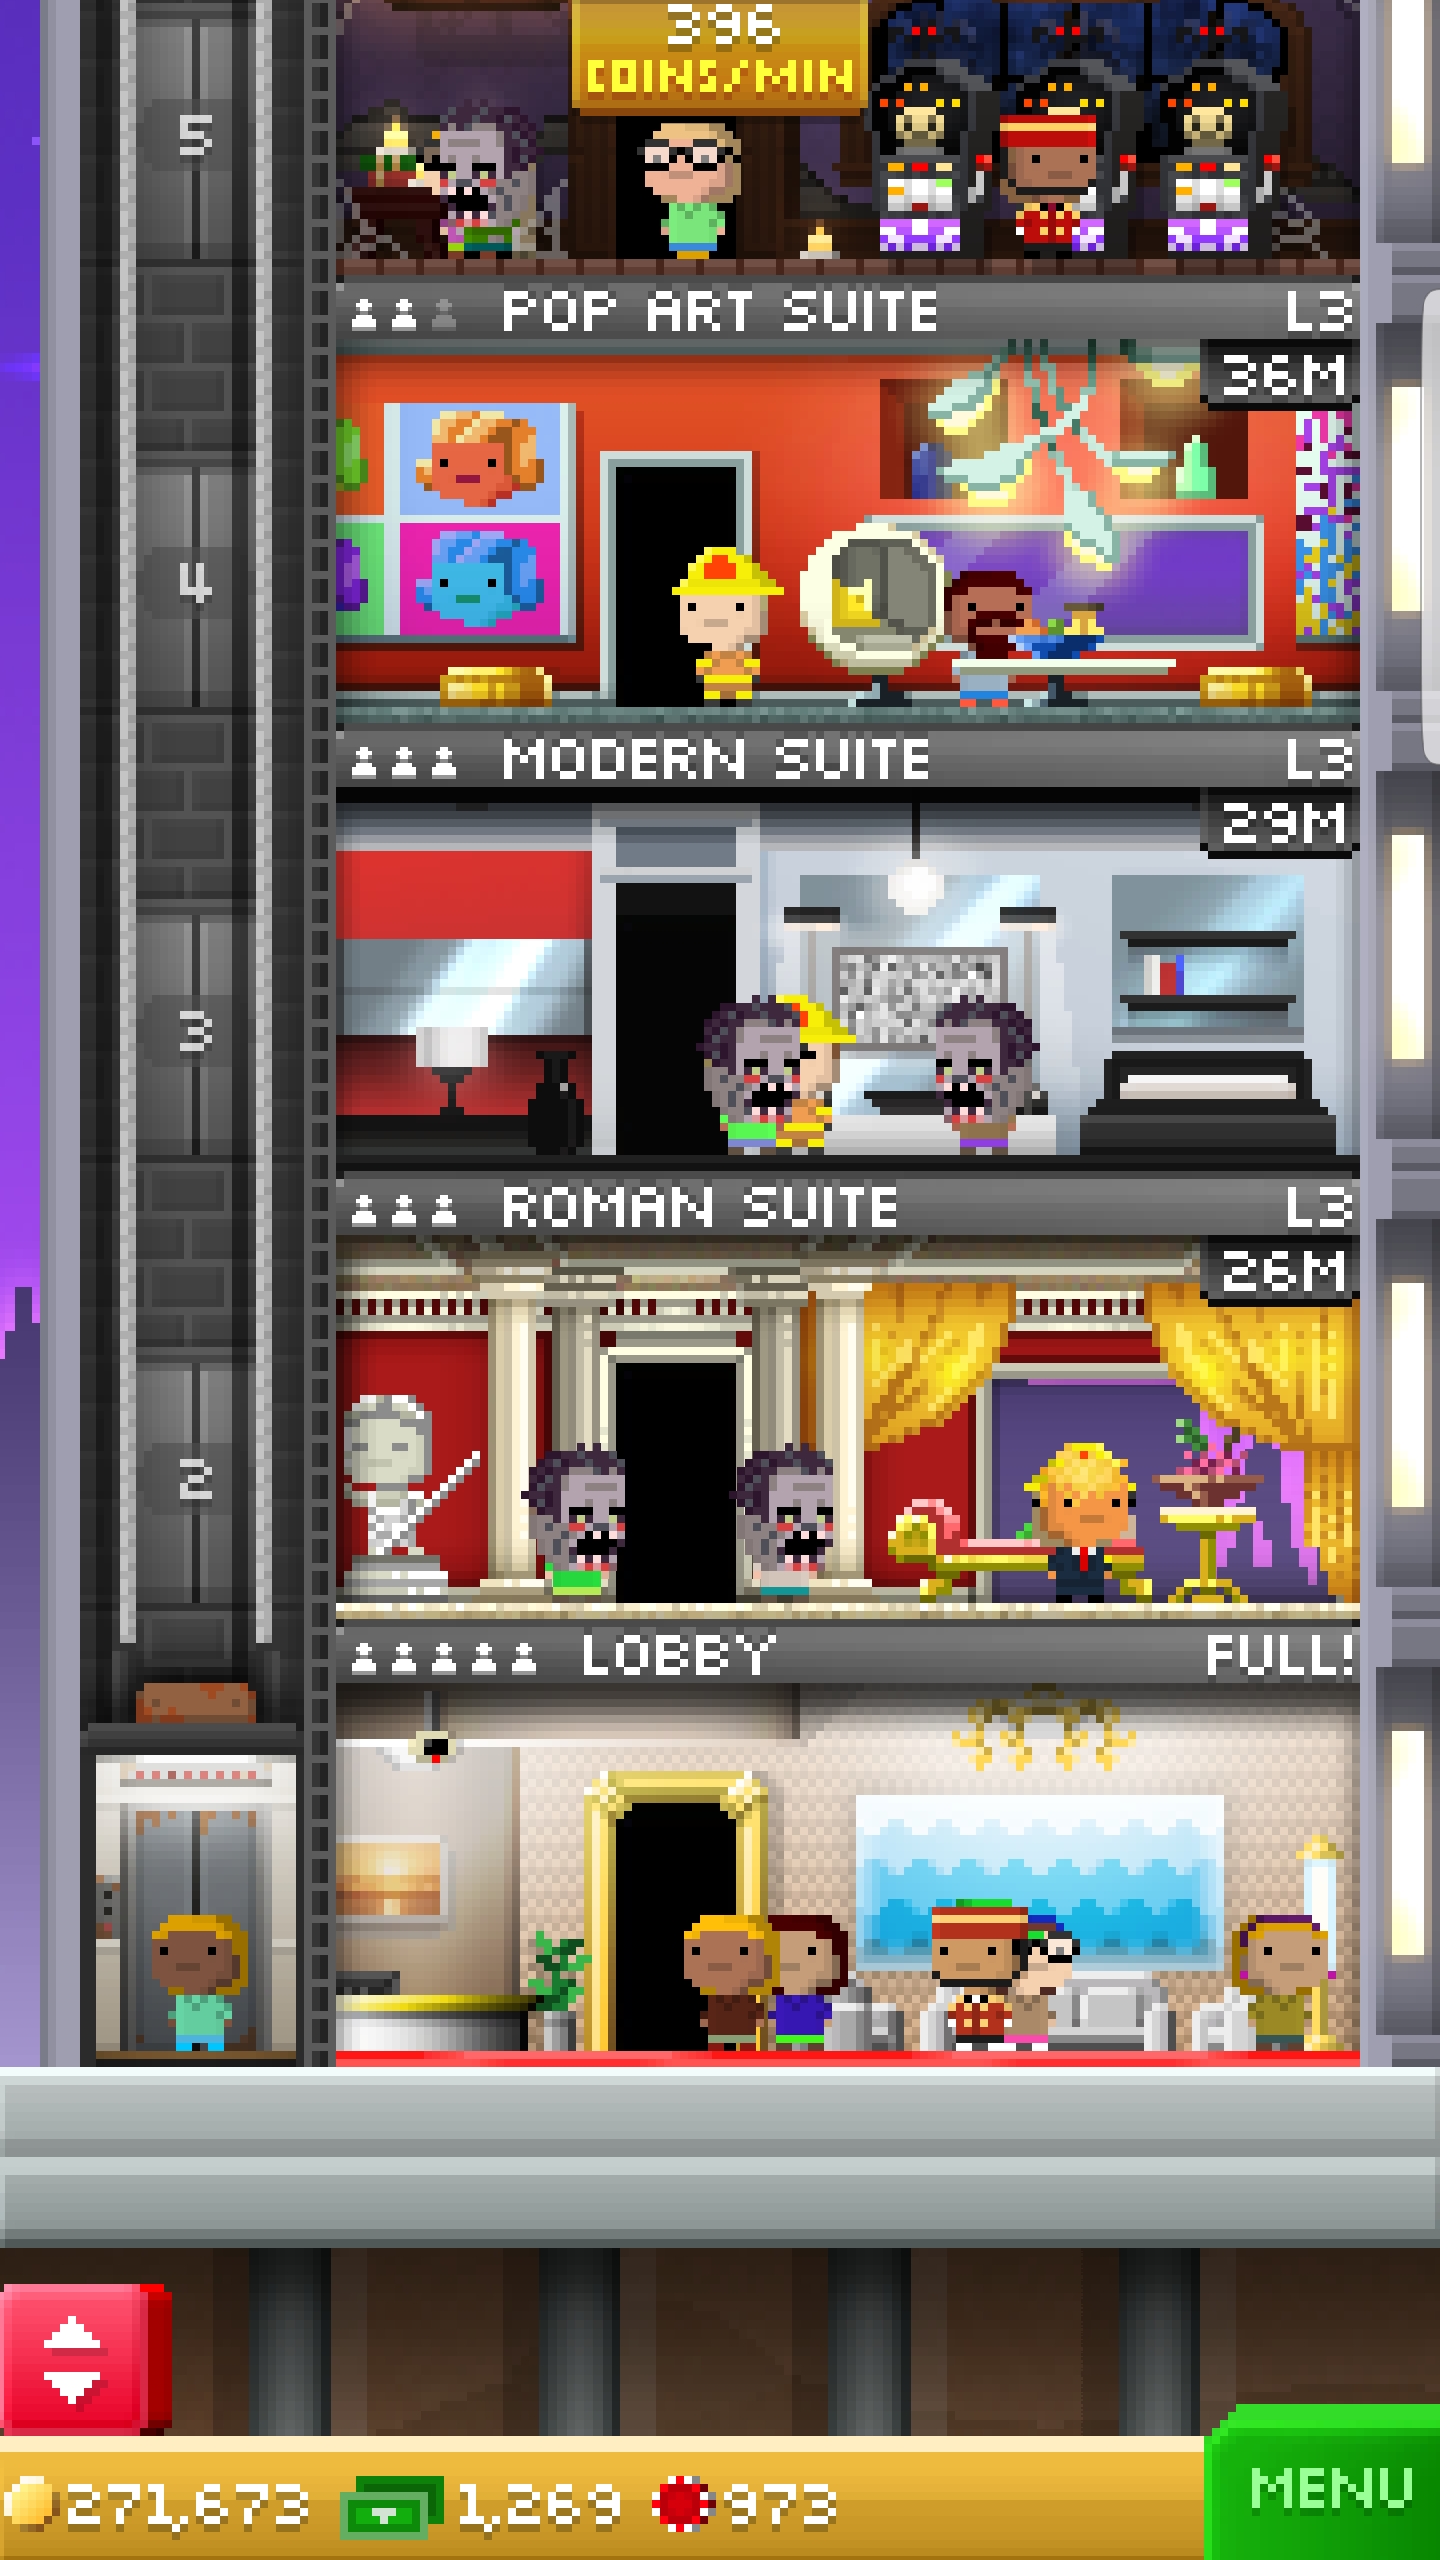 396
COINS/MIN
5
POP ART SUITE L3
36M
4
MODERN SUITE L3
29M
3
ROMAN SUITE L3
26M
2
LOBBY FULL!
MENU
271,673 1,269 973